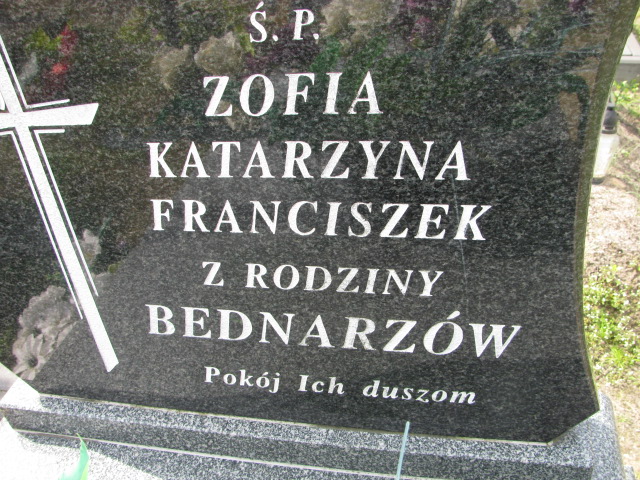 Ś.P.
ZOFIA
KATARZYNA
FRANCISZEK
Z RODZINY
BEDNARZÓW
Pokój Ich duszom